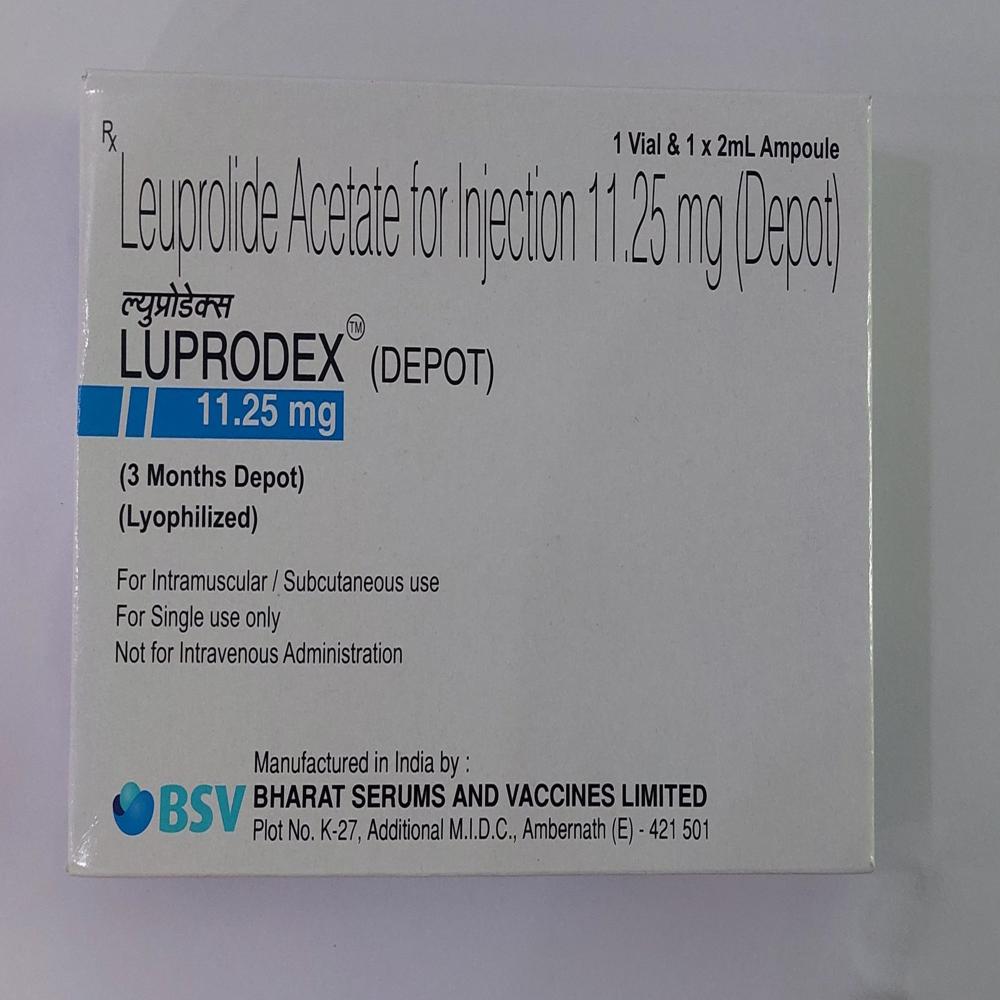 Rx
1 Vial & 1 x 2mL Ampoule
Leuprolide Acetate for Injection 11.25 mg (Depot)
ल्युप्रोडेक्स
LUPRODEX™ (DEPOT)
11.25 mg
(3 Months Depot)
(Lyophilized)
For Intramuscular / Subcutaneous use
For Single use only
Not for Intravenous Administration
Manufactured in India by :
BSV BHARAT SERUMS AND VACCINES LIMITED
Plot No. K-27, Additional M.I.D.C., Ambernath (E) - 421 501